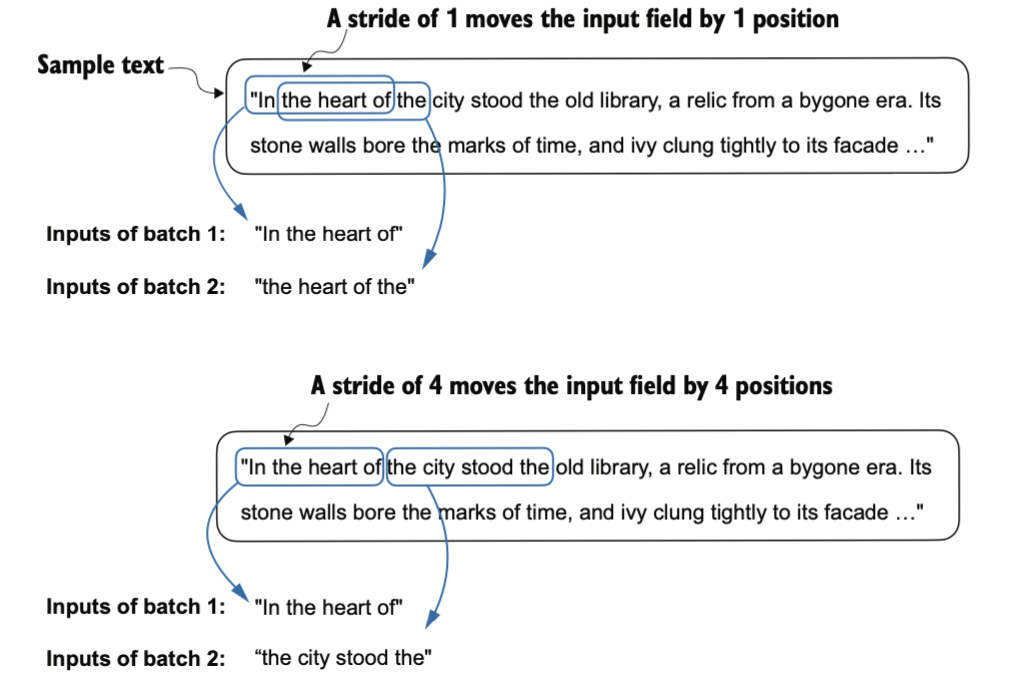 A stride of 1 moves the input field by 1 position
Sample text
"In the heart of the city stood the old library, a relic from a bygone era. Its
stone walls bore the marks of time, and ivy clung tightly to its facade …"
Inputs of batch 1: "In the heart of"
Inputs of batch 2: "the heart of the"
A stride of 4 moves the input field by 4 positions
"In the heart of the city stood the old library, a relic from a bygone era. Its
stone walls bore the marks of time, and ivy clung tightly to its facade …"
Inputs of batch 1: "In the heart of"
Inputs of batch 2: “the city stood the"